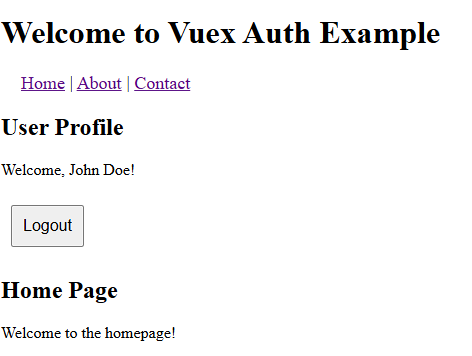 Welcome to Vuex Auth Example
Home | About | Contact
User Profile
Welcome, John Doe!
Logout
Home Page
Welcome to the homepage!